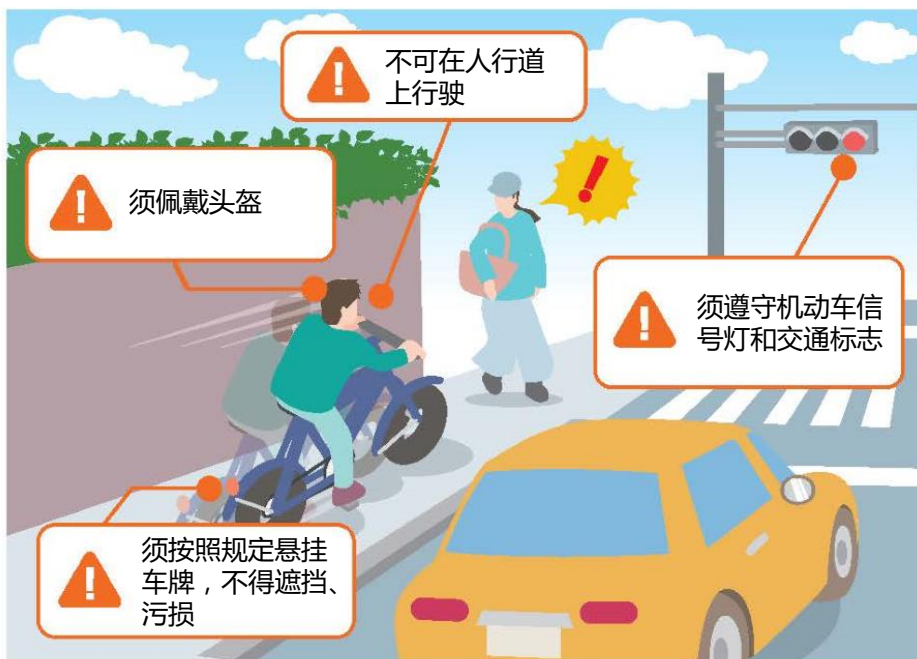 不可在人行道
上行驶
须佩戴头盔
须遵守机动车信
号灯和交通标志
须按照规定悬挂
车牌，不得遮挡、
污损